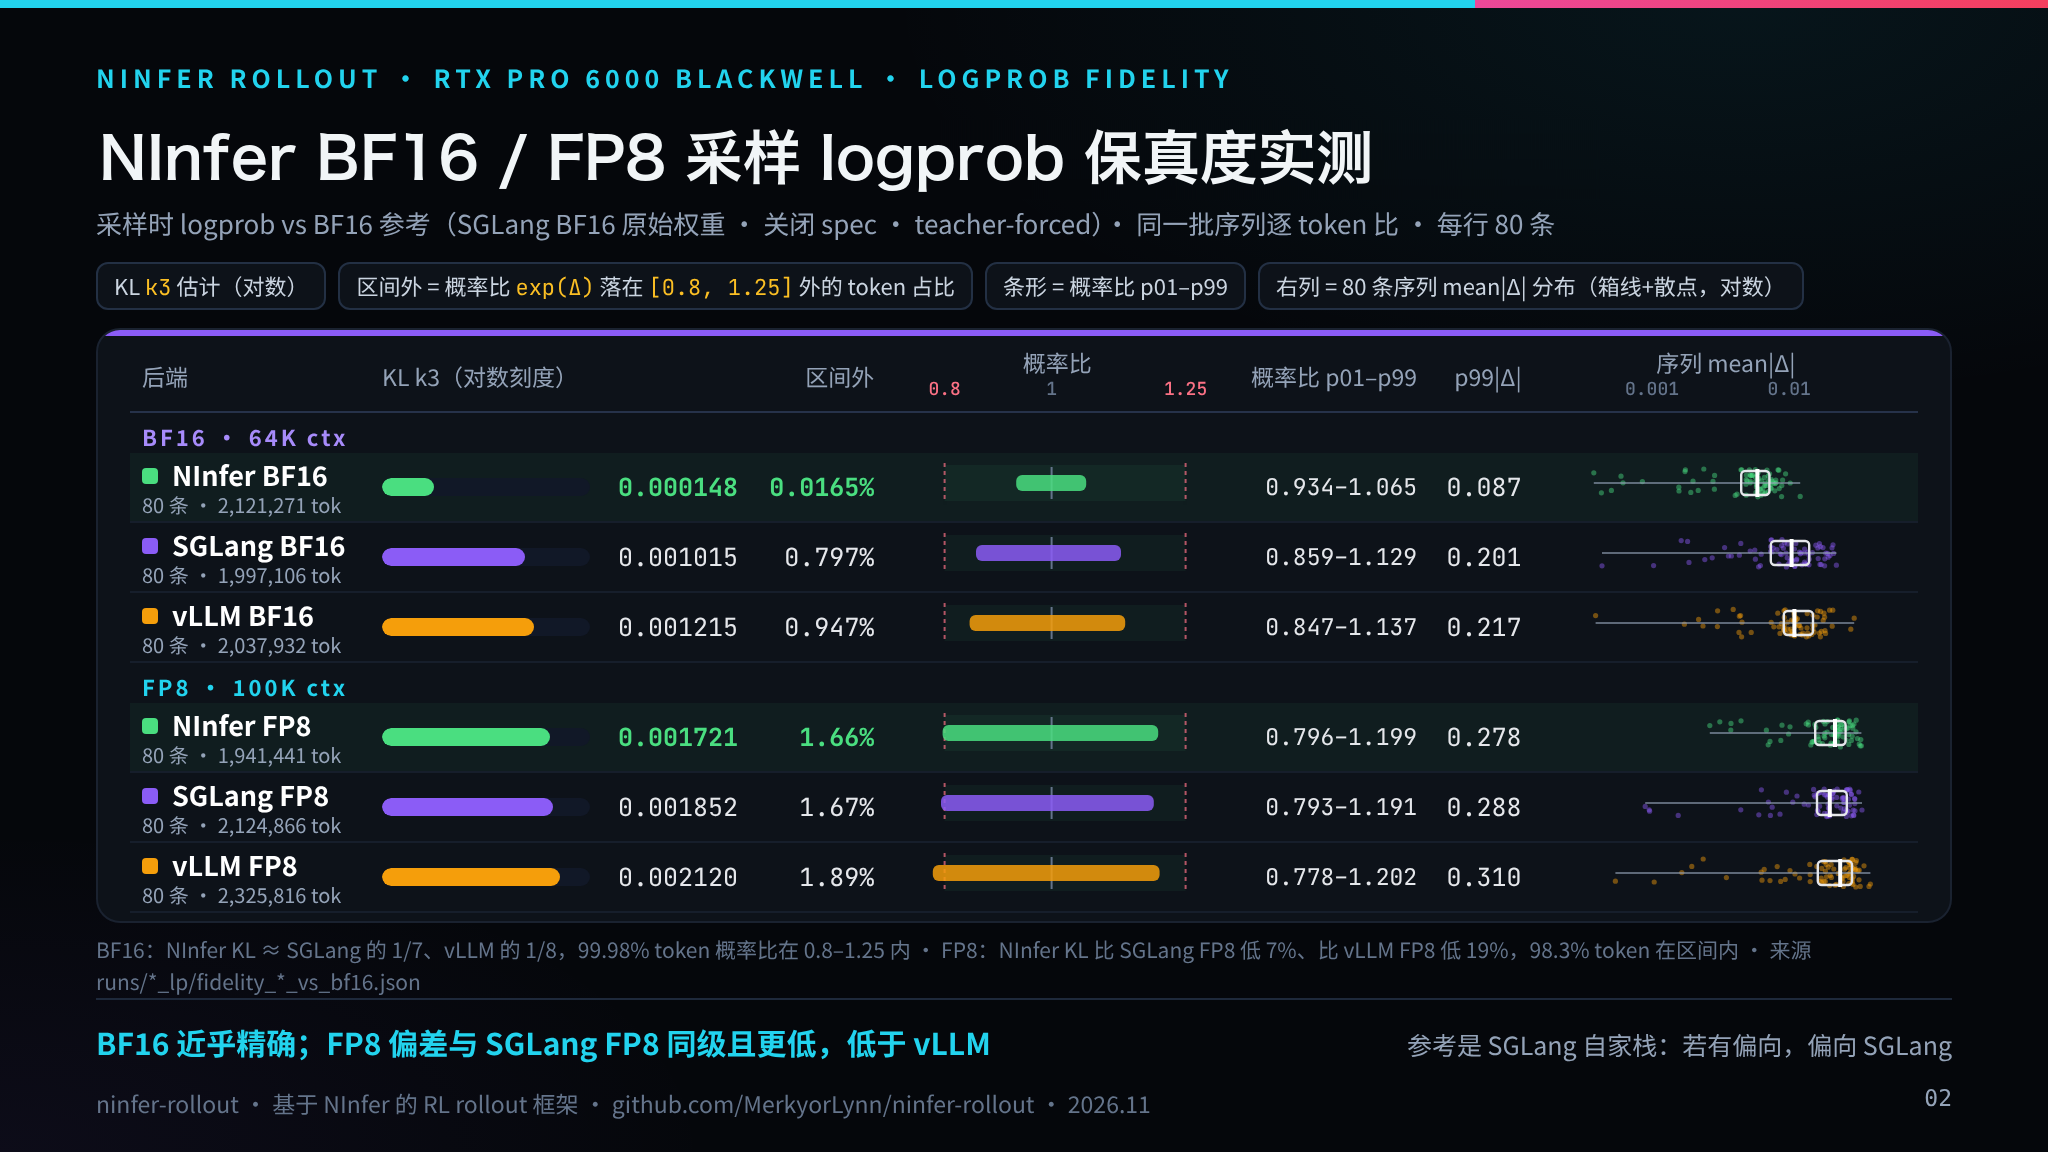 NINFER ROLLOUT • RTX PRO 6000 BLACKWELL • LOGPROB FIDELITY
NInfer BF16 / FP8 采样 logprob 保真度实测
采样时 logprob vs BF16 参考（SGLang BF16 原始权重 • 关闭 spec • teacher-forced）• 同一批序列逐 token 比 • 每行 80 条
KL k3 估计（对数）
区间外 = 概率比 exp(Δ) 落在 [0.8, 1.25] 外的 token 占比
条形 = 概率比 p01–p99
右列 = 80 条序列 mean|Δ| 分布（箱线+散点，对数）
后端 KL k3（对数刻度） 区间外 概率比 概率比 p01–p99 p99|Δ| 序列 mean|Δ|
0.8 1 1.25 0.001 0.01
BF16 • 64K ctx
NInfer BF16 0.000148 0.0165% 0.934–1.065 0.087
80 条 • 2,121,271 tok
SGLang BF16 0.001015 0.797% 0.859–1.129 0.201
80 条 • 1,997,106 tok
vLLM BF16 0.001215 0.947% 0.847–1.137 0.217
80 条 • 2,037,932 tok
FP8 • 100K ctx
NInfer FP8 0.001721 1.66% 0.796–1.199 0.278
80 条 • 1,941,441 tok
SGLang FP8 0.001852 1.67% 0.793–1.191 0.288
80 条 • 2,124,866 tok
vLLM FP8 0.002120 1.89% 0.778–1.202 0.310
80 条 • 2,325,816 tok
BF16：NInfer KL ≈ SGLang 的 1/7、vLLM 的 1/8，99.98% token 概率比在 0.8–1.25 内 • FP8：NInfer KL 比 SGLang FP8 低 7%、比 vLLM FP8 低 19%，98.3% token 在区间内 • 来源
runs/*_lp/fidelity_*_vs_bf16.json
BF16 近乎精确；FP8 偏差与 SGLang FP8 同级且更低，低于 vLLM
参考是 SGLang 自家栈：若有偏向，偏向 SGLang
ninfer-rollout • 基于 NInfer 的 RL rollout 框架 • github.com/MerkyorLynn/ninfer-rollout • 2026.11
02